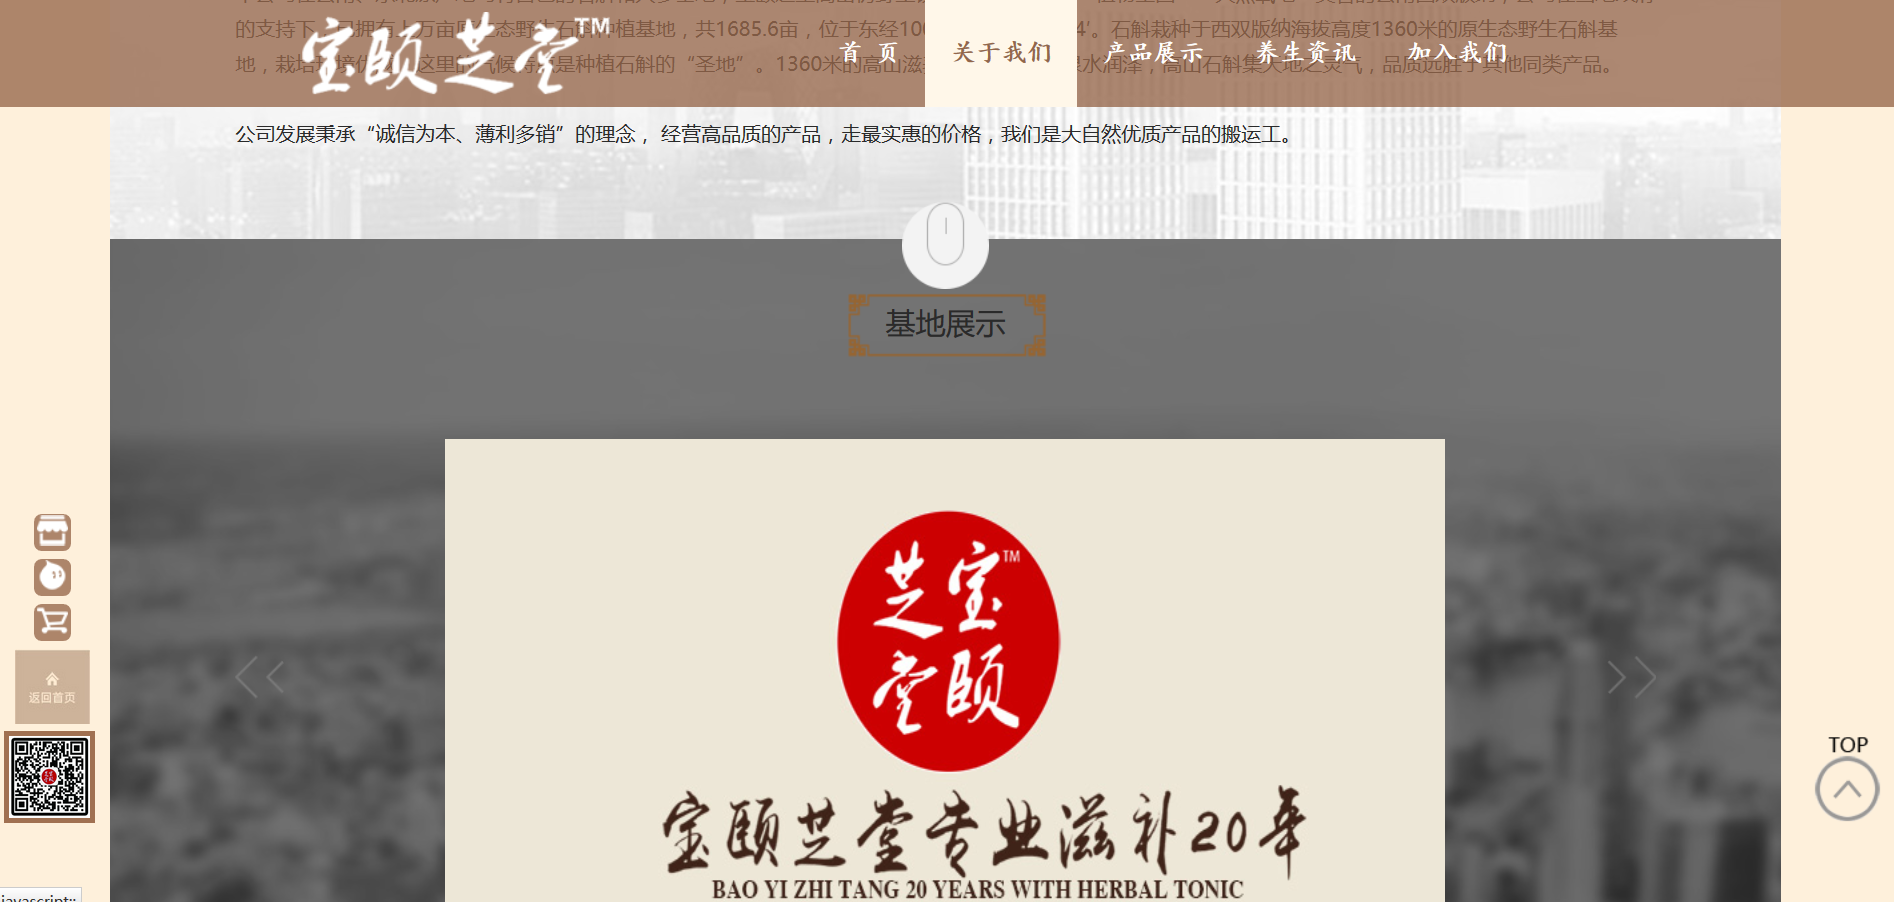 宝颐芝堂™
首 页
关于我们
产品展示
养生资讯
加入我们
的支持下
万亩
态野生石斛种植基地，共1685.6亩，位于东经100
4′。石斛栽种于西双版纳海拔高度1360米的原生态野生石斛基
地，栽培
这里
气候
是种植石斛的“圣地”。1360米的高山滋
水润泽，高山石斛集天地之灵气，品质远胜于其他同类产品。
公司发展秉承“诚信为本、薄利多销”的理念， 经营高品质的产品，走最实惠的价格，我们是大自然优质产品的搬运工。
基地展示
芝宝™
堂颐
宝颐芝堂专业滋补20年
BAO YI ZHI TANG 20 YEARS WITH HERBAL TONIC
返回首页
TOP
javascript:;